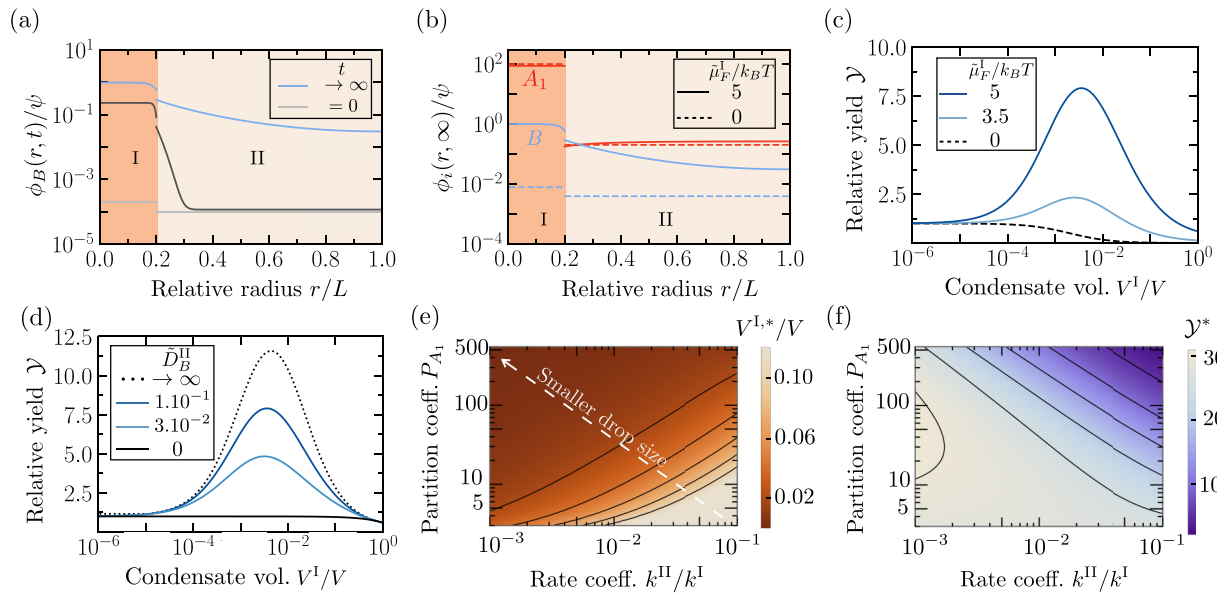 (a)
ϕ_B(r, t)/ψ
10^1
10^-1
10^-3
10^-5
t
→ ∞
= 0
I
II
0.0 0.2 0.4 0.6 0.8 1.0
Relative radius r/L
(b)
ϕ_i(r, ∞)/ψ
10^2
10^0
10^-2
10^-4
A_1
B
μ̃_F^I/k_BT
5
0
I
II
0.0 0.2 0.4 0.6 0.8 1.0
Relative radius r/L
(c)
Relative yield 𝒴
10.0
7.5
5.0
2.5
μ̃_F^I/k_BT
5
3.5
0
10^-6 10^-4 10^-2 10^0
Condensate vol. V^I/V
(d)
Relative yield 𝒴
12.5
10.0
7.5
5.0
2.5
D̃_B^II
→ ∞
1.10^-1
3.10^-2
0
10^-6 10^-4 10^-2 10^0
Condensate vol. V^I/V
(e)
V^I,*/V
Partition coeff. P_A_1
500
100
10
5
Smaller drop size
0.10
0.06
0.02
10^-3 10^-2 10^-1
Rate coeff. k^II/k^I
(f)
𝒴*
Partition coeff. P_A_1
500
100
10
5
30
20
10
10^-3 10^-2 10^-1
Rate coeff. k^II/k^I